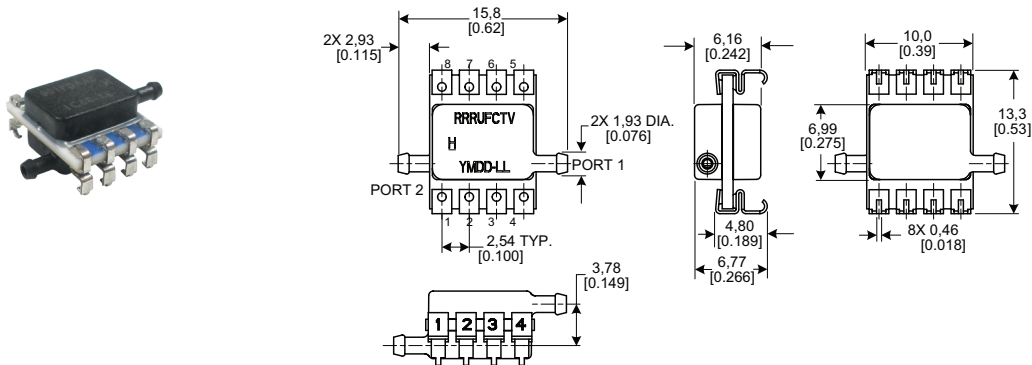 15,8
[0.62]
2X 2,93
[0.115]
8 7 6 5
RRRUFCTV
H
YMDD-LL
2X 1,93 DIA.
[0.076]
PORT 1
PORT 2
1 2 3 4
2,54 TYP.
[0.100]
6,16
[0.242]
4,80
[0.189]
6,77
[0.266]
10,0
[0.39]
6,99
[0.275]
13,3
[0.53]
8X 0,46
[0.018]
3,78
[0.149]
1 2 3 4